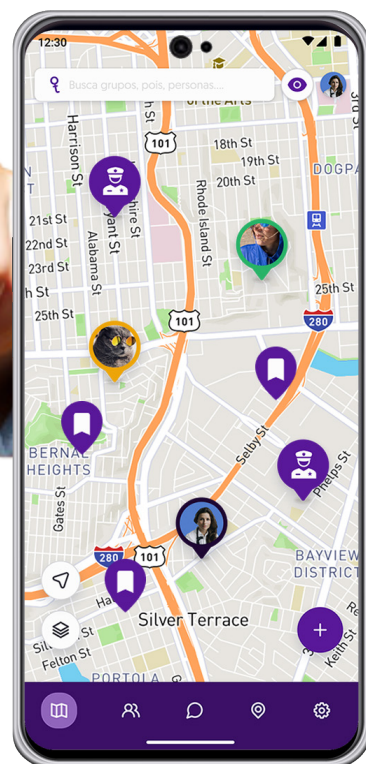 12:30
Busca grupos, pois, personas....
of the Arts
3rd St
Harrison St
101
18th St
19th St
20th St
DOGPA
Rhode Island St
21st St
22nd St
23rd St
Alabama St
25th St
25th St
101
280
BERNAL
HEIGHTS
Gates St
Selby St
Phelps St
280
101
BAYVIEW
DISTRICT
Silver Terrace
Felton St
Keith St
PORTOLA